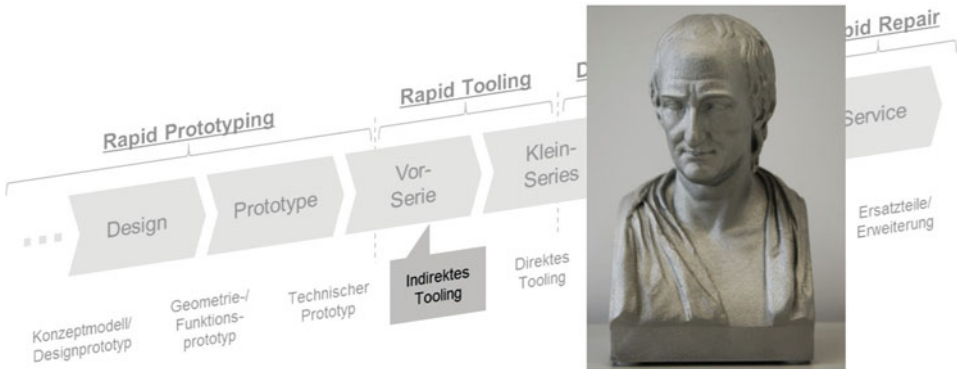 Rapid Prototyping
Rapid Tooling
D
pid Repair
Design
Prototype
Vor-
Serie
Klein-
Series
Service
Konzeptmodell/
Designprototyp
Geometrie-/
Funktions-
prototyp
Technischer
Prototyp
Indirektes
Tooling
Direktes
Tooling
Ersatzteile/
Erweiterung